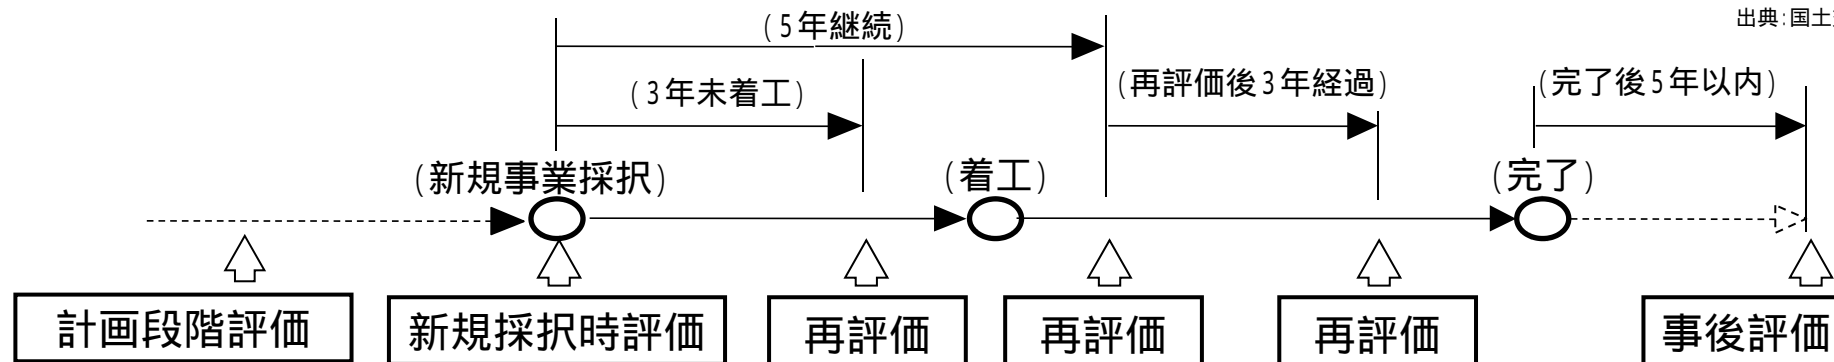 出典:国土
(5年継続)
(3年未着工)
(再評価後3年経過)
(完了後5年以内)
(新規事業採択)
(着工)
(完了)
計画段階評価
新規採択時評価
再評価
再評価
再評価
事後評価